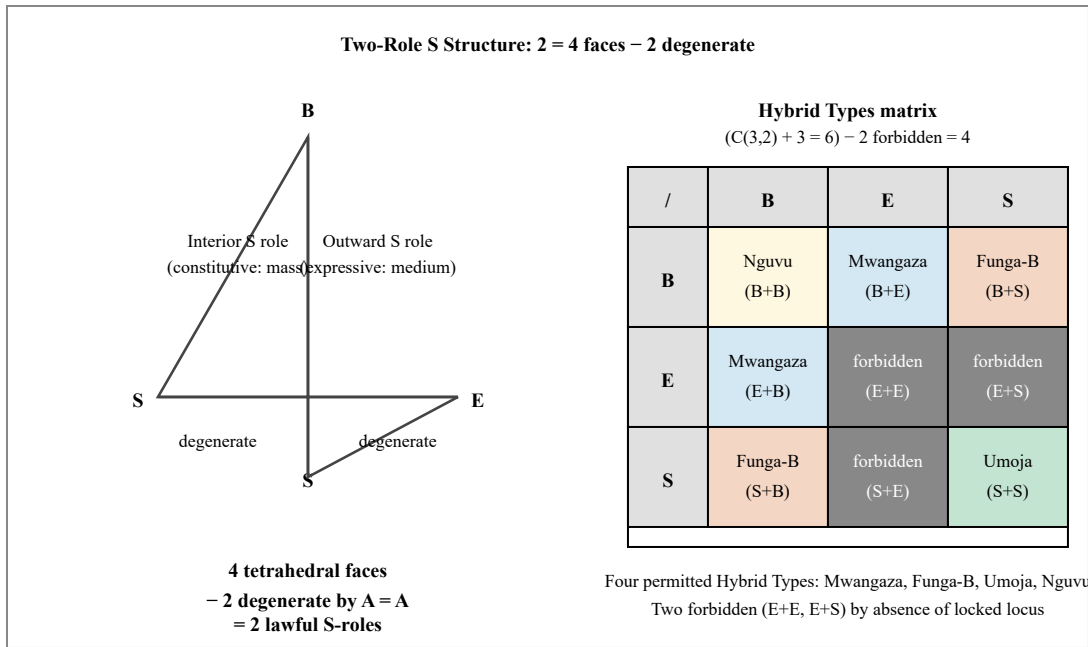 Two-Role S Structure: 2 = 4 faces − 2 degenerate
B
Interior S role
(constitutive: mass)
Outward S role
(expressive: medium)
S
E
degenerate
degenerate
S
4 tetrahedral faces
− 2 degenerate by A = A
= 2 lawful S-roles
Hybrid Types matrix
(C(3,2) + 3 = 6) − 2 forbidden = 4
/ B E S
B
Nguvu
(B+B)
Mwangaza
(B+E)
Funga-B
(B+S)
E
Mwangaza
(E+B)
forbidden
(E+E)
forbidden
(E+S)
S
Funga-B
(S+B)
forbidden
(S+E)
Umoja
(S+S)
Four permitted Hybrid Types: Mwangaza, Funga-B, Umoja, Nguvu
Two forbidden (E+E, E+S) by absence of locked locus